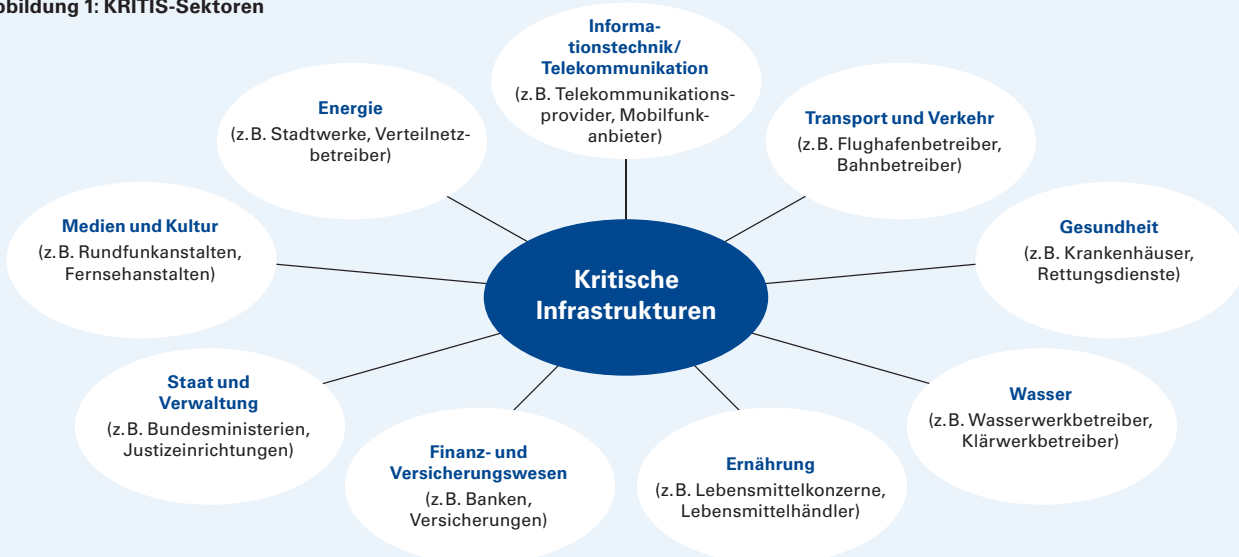 bbildung 1: KRITIS-Sektoren
Informa-
tionstechnik/
Telekommunikation
(z.B. Telekommunikations-
provider, Mobilfunk-
anbieter)
Energie
(z.B. Stadtwerke, Verteilnetz-
betreiber)
Transport und Verkehr
(z.B. Flughafenbetreiber,
Bahnbetreiber)
Medien und Kultur
(z.B. Rundfunkanstalten,
Fernsehanstalten)
Gesundheit
(z.B. Krankenhäuser,
Rettungsdienste)
Kritische
Infrastrukturen
Staat und
Verwaltung
(z.B. Bundesministerien,
Justizeinrichtungen)
Wasser
(z.B. Wasserwerkbetreiber,
Klärwerkbetreiber)
Finanz- und
Versicherungswesen
(z.B. Banken,
Versicherungen)
Ernährung
(z.B. Lebensmittelkonzerne,
Lebensmittelhändler)